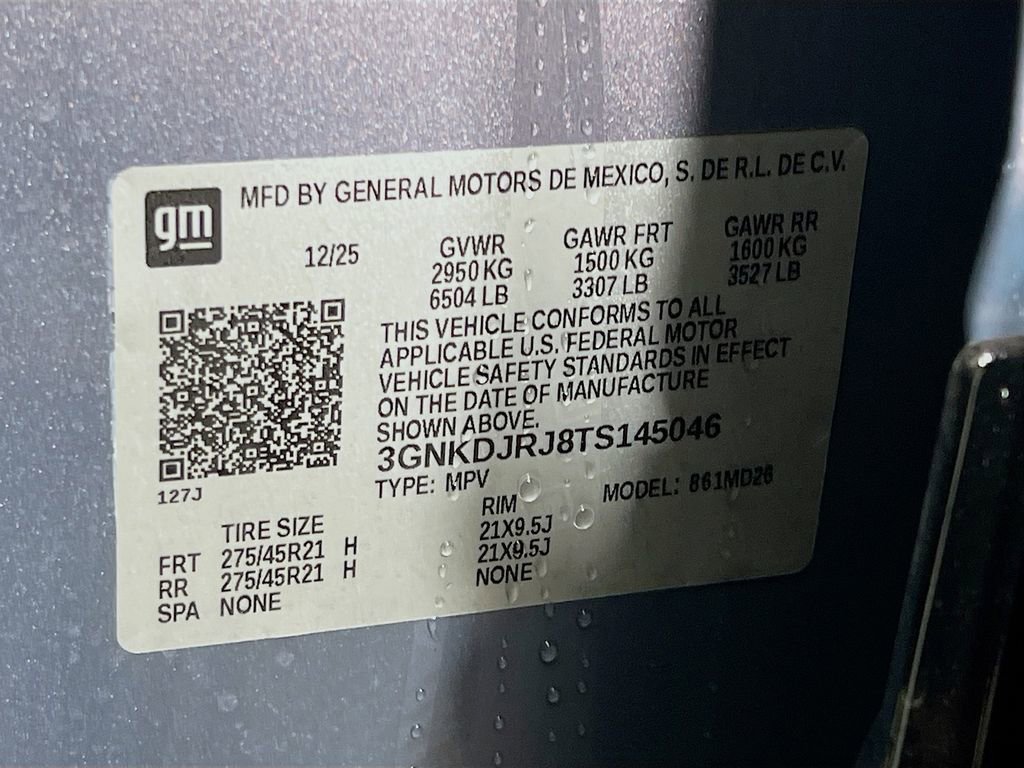 gm
MFD BY GENERAL MOTORS DE MEXICO, S. DE R.L. DE C.V.
12/25
GVWR GAWR FRT GAWR RR
2950 KG 1500 KG 1600 KG
6504 LB 3307 LB 3527 LB
THIS VEHICLE CONFORMS TO ALL
APPLICABLE U.S. FEDERAL MOTOR
VEHICLE SAFETY STANDARDS IN EFFECT
ON THE DATE OF MANUFACTURE
SHOWN ABOVE.
3GNKDJRJ8TS145046
127J
TYPE: MPV MODEL: 861MD26
TIRE SIZE RIM
FRT 275/45R21 H 21X9.5J
RR 275/45R21 H 21X9.5J
SPA NONE NONE